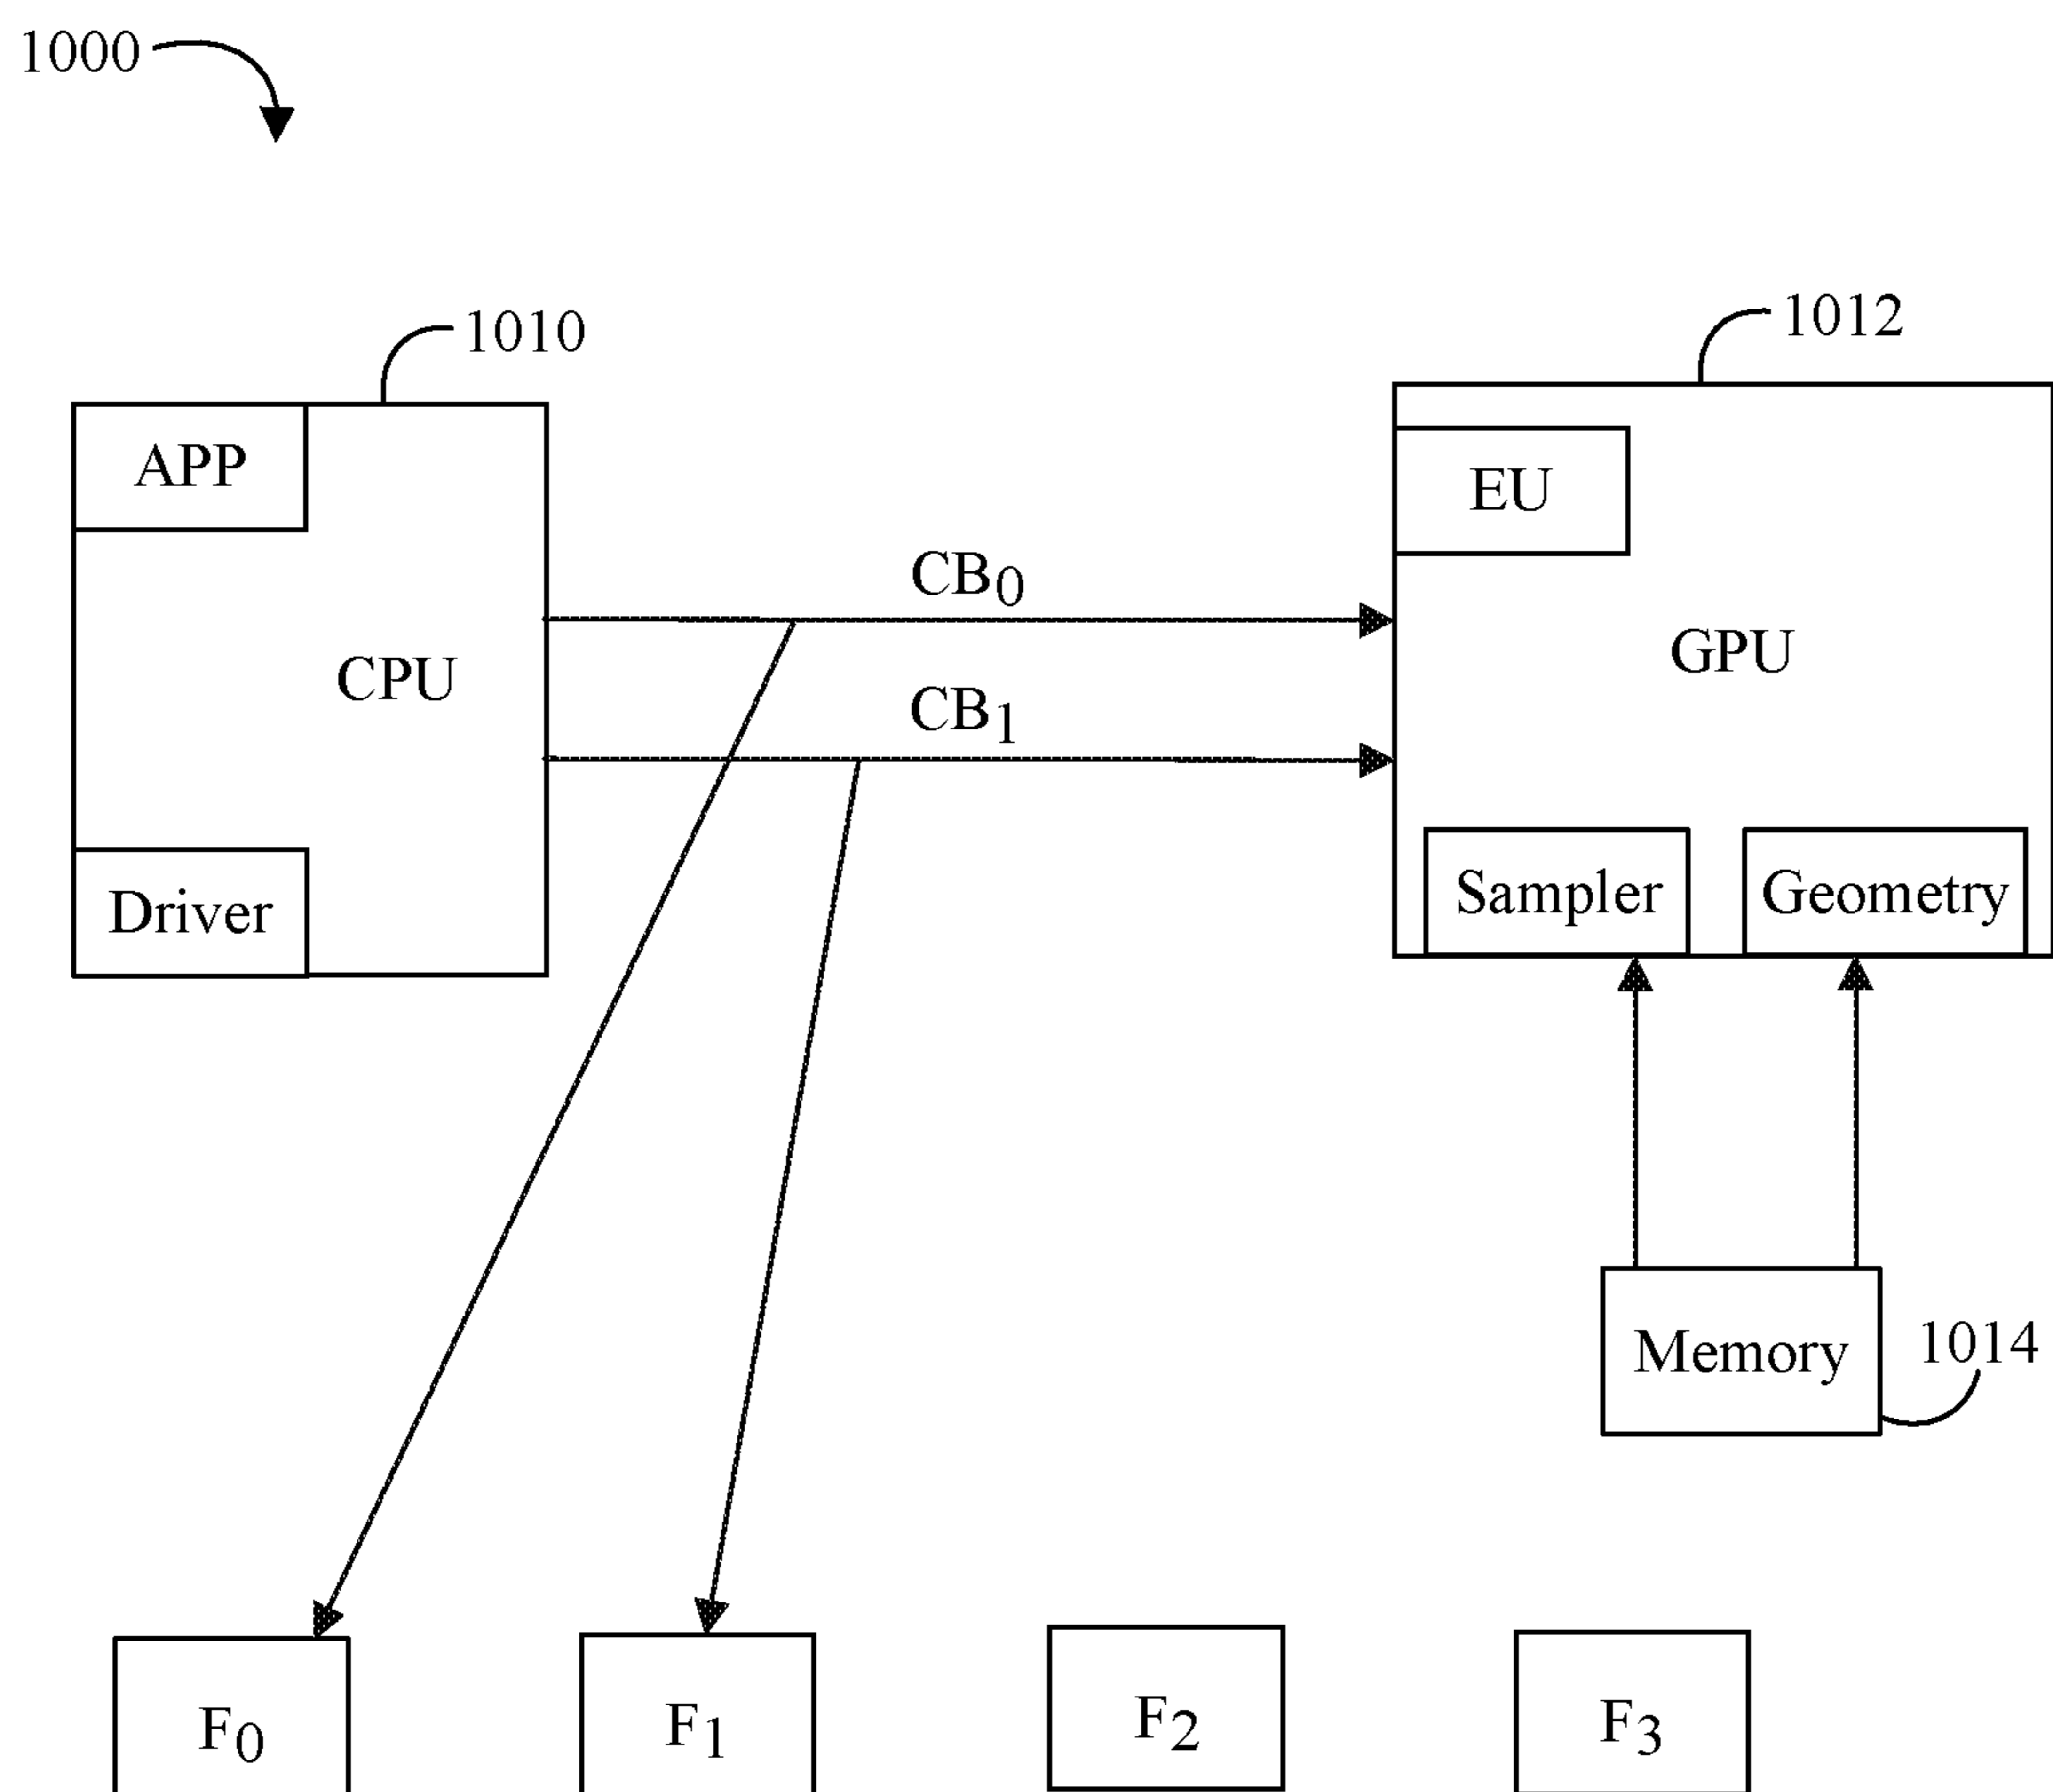 1000
1010
1012
APP
EU
CB0
GPU
CPU
CB1
Sampler
Geometry
Driver
Memory
1014
F0
F1
F2
F3